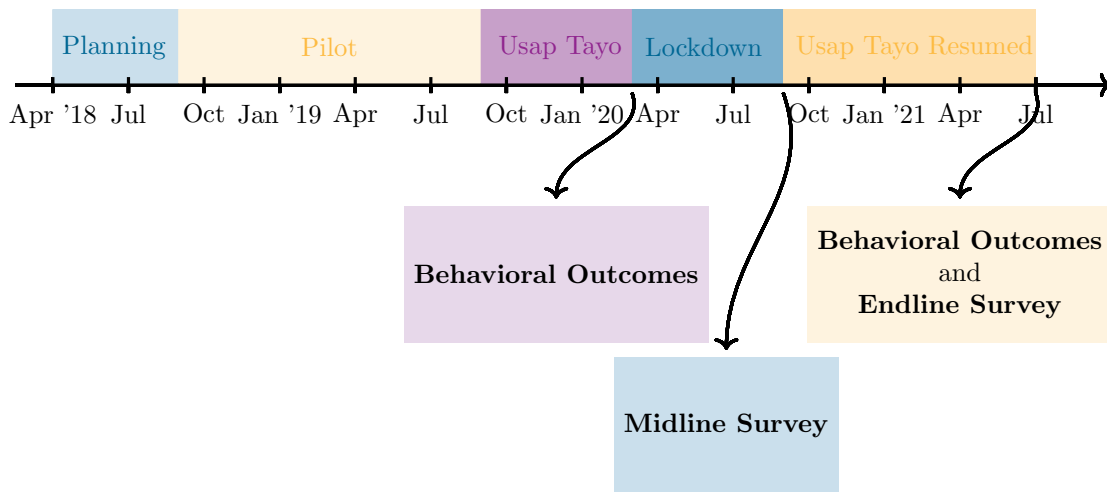 Planning Pilot Usap Tayo Lockdown Usap Tayo Resumed
Apr '18 Jul Oct Jan '19 Apr Jul Oct Jan '20 Apr Jul Oct Jan '21 Apr Jul
Behavioral Outcomes
Behavioral Outcomes
and
Endline Survey
Midline Survey